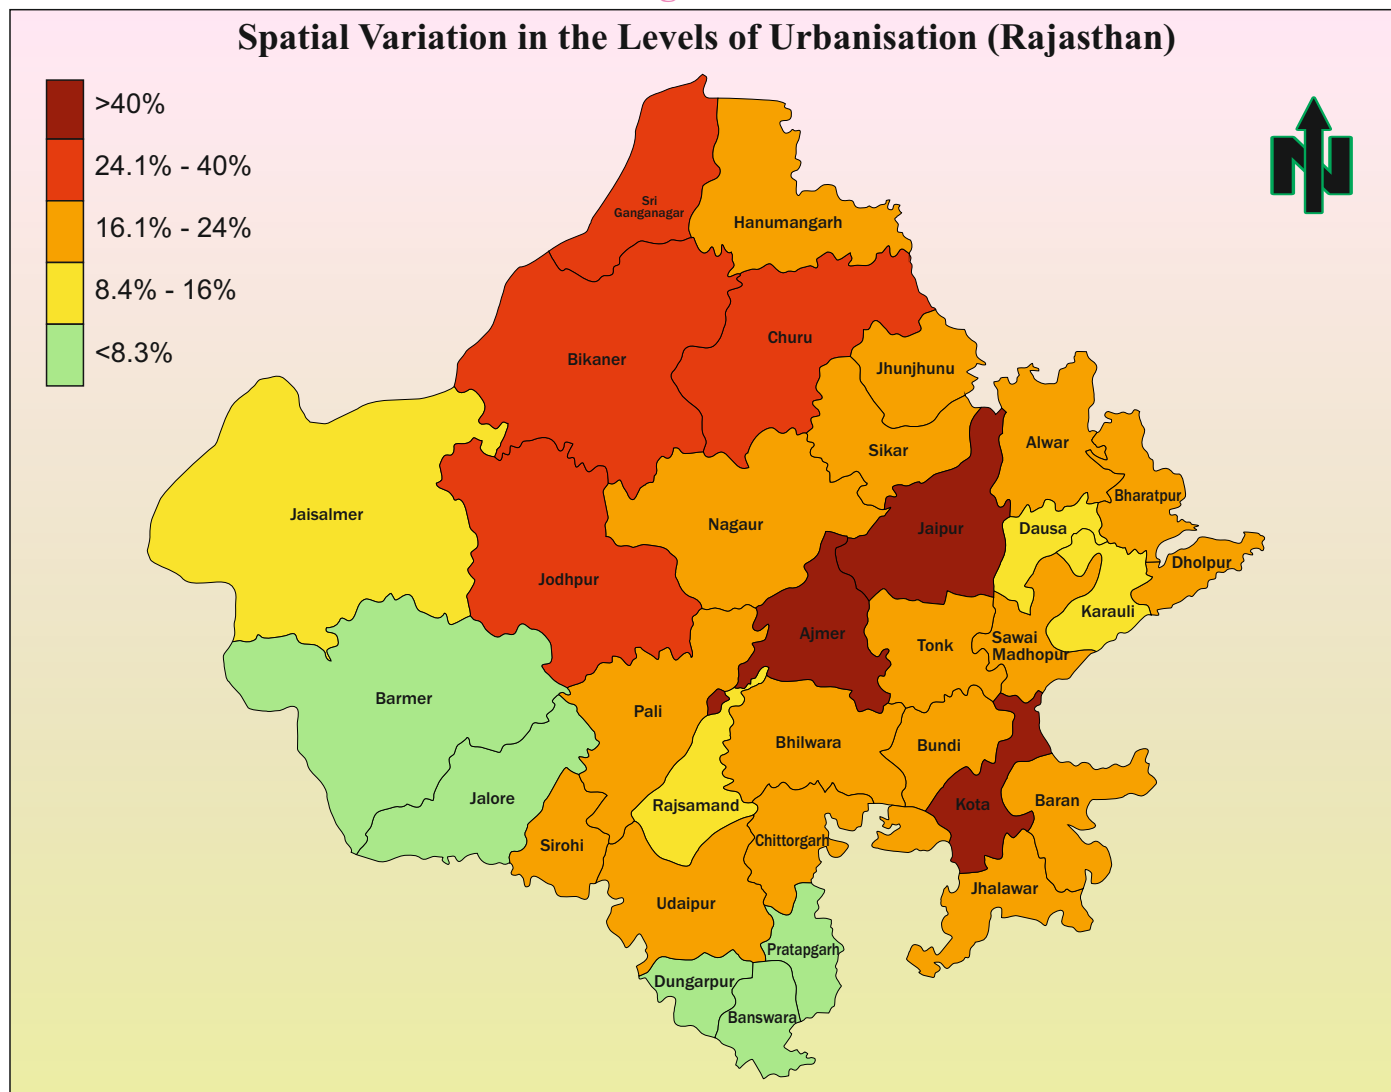 Spatial Variation in the Levels of Urbanisation (Rajasthan)
>40%
24.1% - 40%
16.1% - 24%
8.4% - 16%
<8.3%
N
Sri
Ganganagar
Hanumangarh
Churu
Bikaner
Jhunjhunu
Sikar
Alwar
Bharatpur
Jaisalmer
Nagaur
Jaipur
Dausa
Dholpur
Jodhpur
Karauli
Ajmer
Tonk
Sawai
Madhopur
Barmer
Pali
Bhilwara
Bundi
Jalore
Rajsamand
Kota
Baran
Sirohi
Chittorgarh
Jhalawar
Udaipur
Pratapgarh
Dungarpur
Banswara